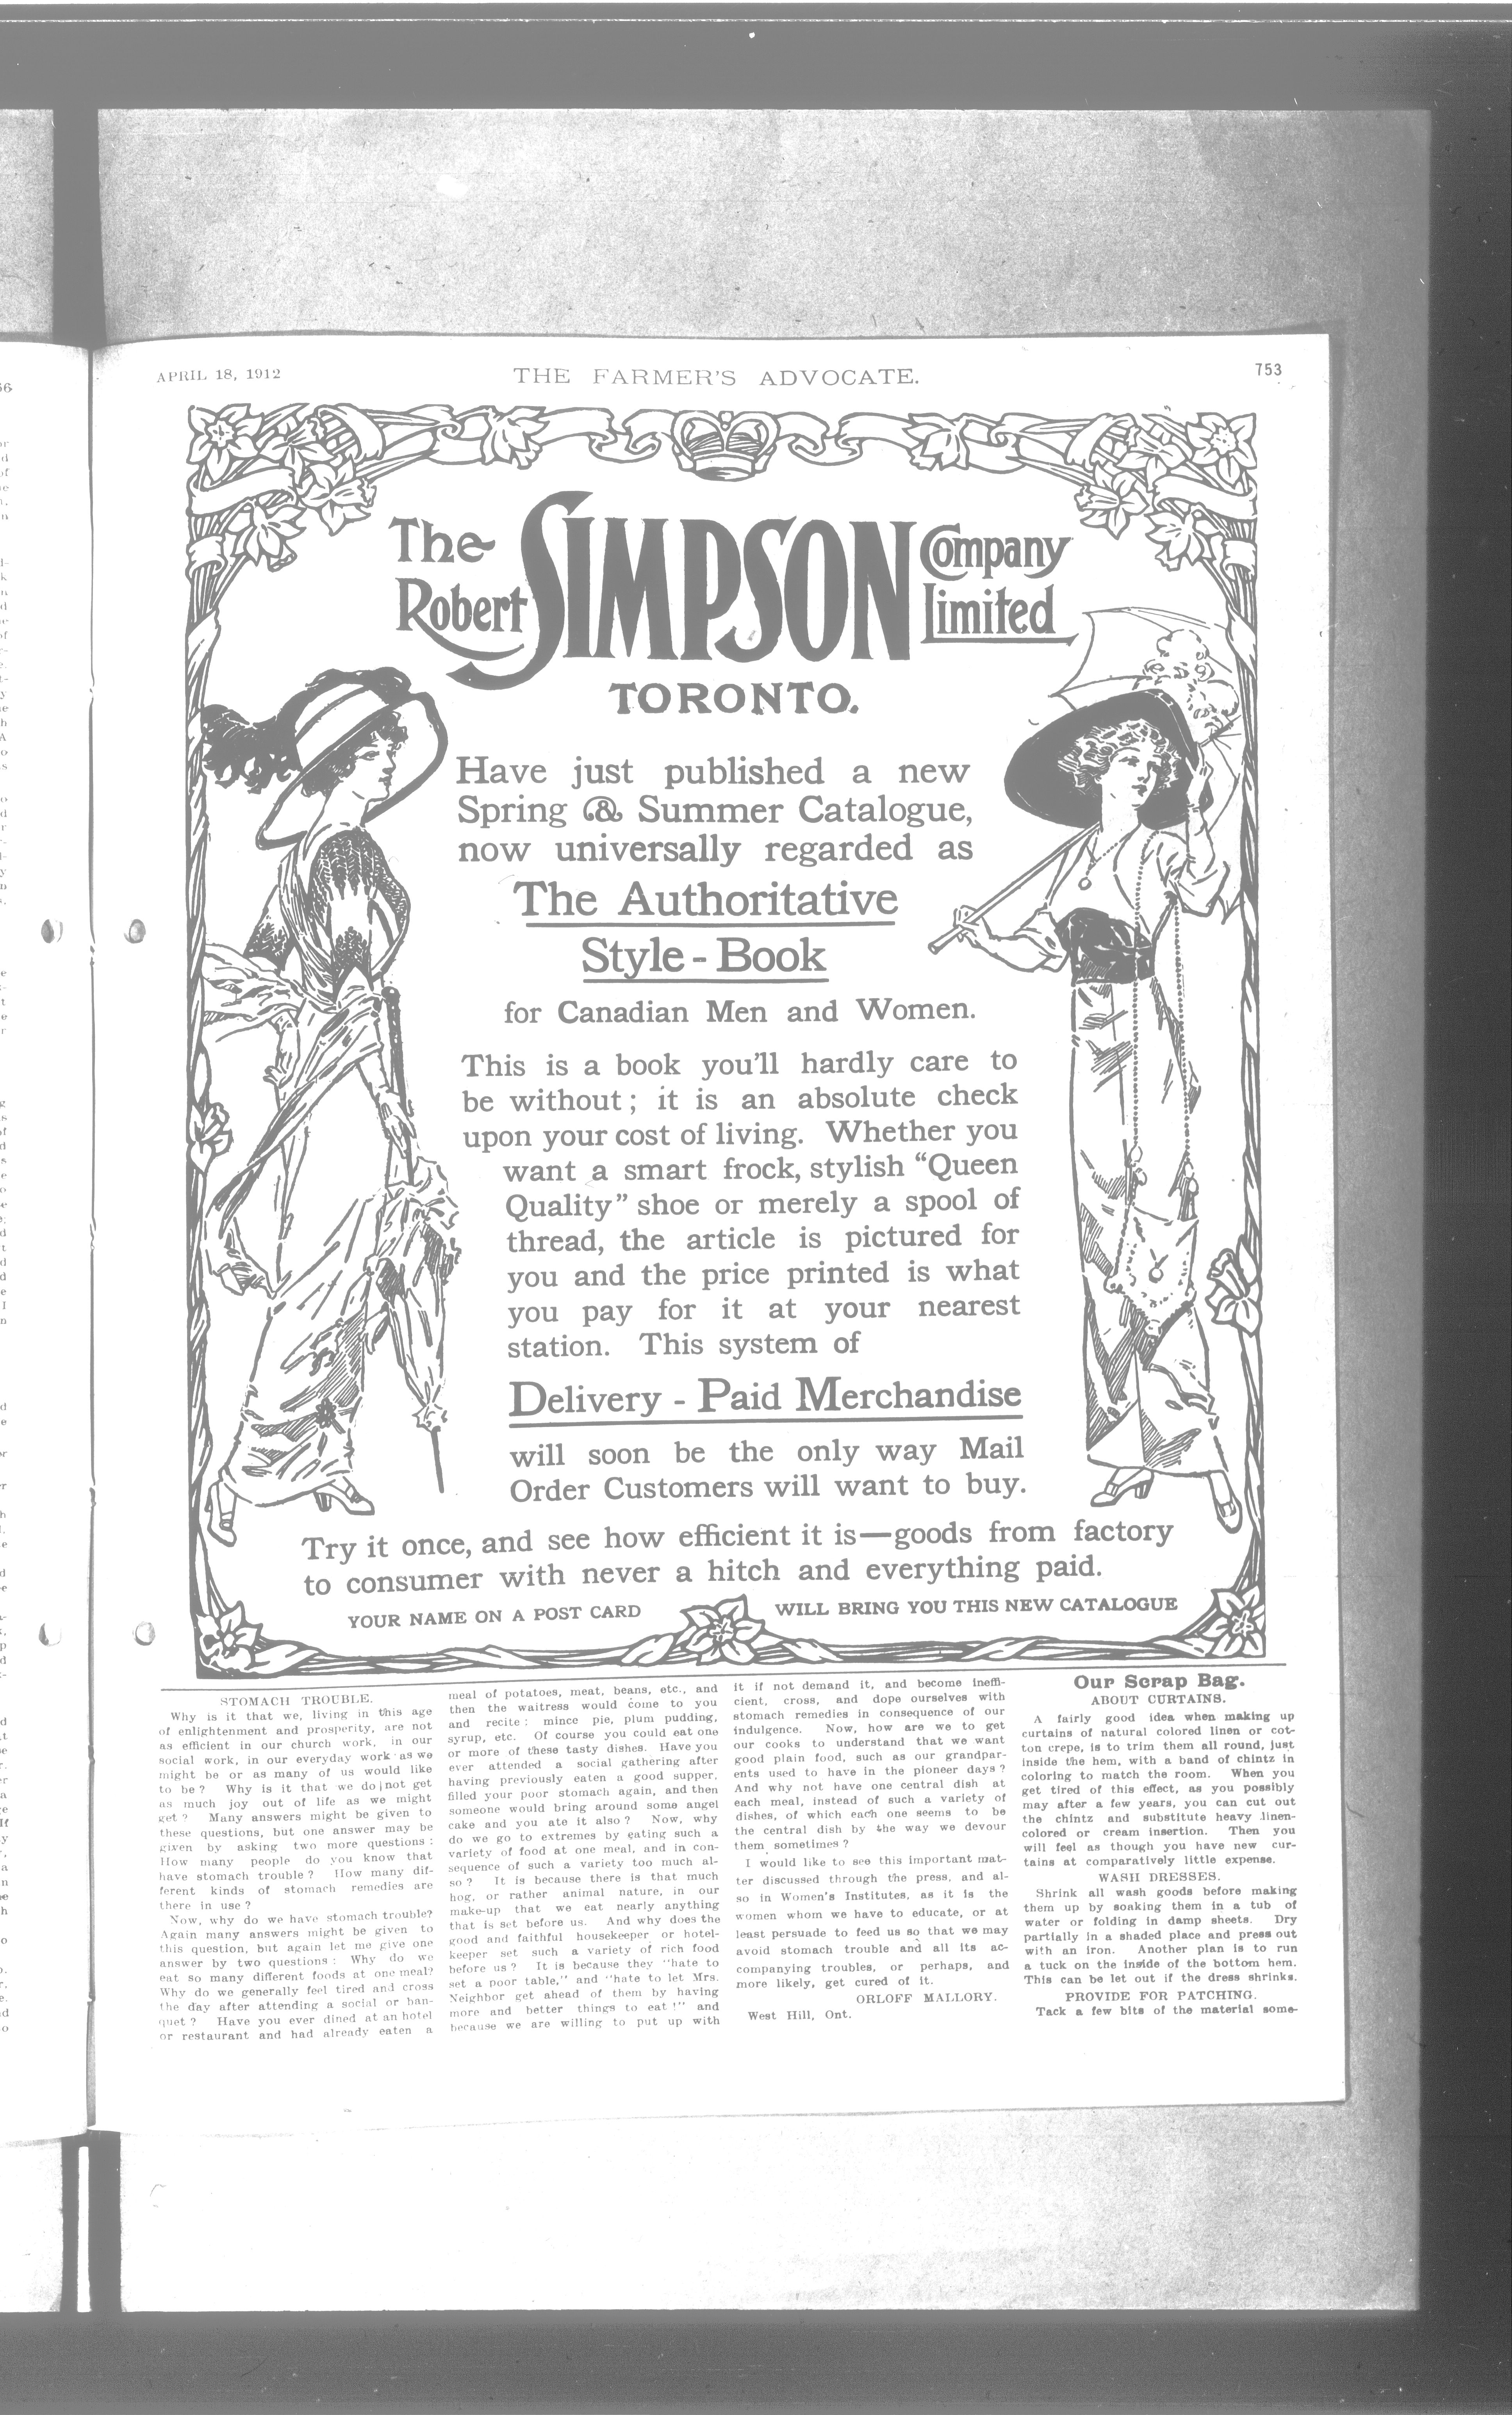 APRIL 18, 1912
THE FARMER'S ADVOCATE.
753
The
Robert
SIMPSON
Company
Limited
TORONTO.
Have just published a new
Spring & Summer Catalogue,
now universally regarded as
The Authoritative
Style - Book
for Canadian Men and Women.
This is a book you'll hardly care to
be without; it is an absolute check
upon your cost of living. Whether you
want a smart frock, stylish "Queen
Quality" shoe or merely a spool of
thread, the article is pictured for
you and the price printed is what
you pay for it at your nearest
station. This system of
Delivery - Paid Merchandise
will soon be the only way Mail
Order Customers will want to buy.
Try it once, and see how efficient it is—goods from factory
to consumer with never a hitch and everything paid.
YOUR NAME ON A POST CARD
WILL BRING YOU THIS NEW CATALOGUE
STOMACH TROUBLE.
Why is it that we, living in this age
of enlightenment and prosperity, are not
as efficient in our church work, in our
social work, in our everyday work as we
might be or as many of us would like
to be? Why is it that we do not get
as much joy out of life as we might
get? Many answers might be given to
these questions, but one answer may be
given by asking two more questions:
How many people do you know that
have stomach trouble? How many dif-
ferent kinds of stomach remedies are
there in use?
Now, why do we have stomach trouble?
Again many answers might be given to
this question, but again let me give one
answer by two questions: Why do we
eat so many different foods at one meal?
Why do we generally feel tired and cross
the day after attending a social or ban-
quet? Have you ever dined at an hotel
or restaurant and had already eaten a
meal of potatoes, meat, beans, etc., and
then the waitress would come to you
and recite: mince pie, plum pudding,
syrup, etc. Of course you could eat one
or more of these tasty dishes. Have you
ever attended a social gathering after
having previously eaten a good supper,
filled your poor stomach again, and then
someone would bring around some angel
cake and you ate it also? Now, why
do we go to extremes by eating such a
variety of food at one meal, and in con-
sequence of such a variety too much al-
so? It is because there is that much
hog, or rather animal nature, in our
make-up that we eat nearly anything
that is set before us. And why does the
good and faithful housekeeper or hotel-
keeper set such a variety of rich food
before us? It is because they "hate to
set a poor table," and "hate to let Mrs.
Neighbor get ahead of them by having
more and better things to eat!" and
because we are willing to put up with
it if not demand it, and become ineffi-
cient, cross, and dope ourselves with
stomach remedies in consequence of our
indulgence. Now, how are we to get
our cooks to understand that we want
good plain food, such as our grandpar-
ents used to have in the pioneer days?
And why not have one central dish at
each meal, instead of such a variety of
dishes, of which each one seems to be
the central dish by the way we devour
them sometimes?
I would like to see this important mat-
ter discussed through the press, and al-
so in Women's Institutes, as it is the
women whom we have to educate, or at
least persuade to feed us so that we may
avoid stomach trouble and all its ac-
companying troubles, or perhaps, and
more likely, get cured of it.
ORLOFF MALLORY.
West Hill, Ont.
Our Scrap Bag.
ABOUT CURTAINS.
A fairly good idea when making up
curtains of natural colored linen or cot-
ton crepe, is to trim them all round, just
inside the hem, with a band of chintz in
coloring to match the room. When you
get tired of this effect, as you possibly
may after a few years, you can cut out
the chintz and substitute heavy linen-
colored or cream insertion. Then you
will feel as though you have new cur-
tains at comparatively little expense.
WASH DRESSES.
Shrink all wash goods before making
them up by soaking them in a tub of
water or folding in damp sheets. Dry
partially in a shaded place and press out
with an iron. Another plan is to run
a tuck on the inside of the bottom hem.
This can be let out if the dress shrinks.
PROVIDE FOR PATCHING.
Tack a few bits of the material some-